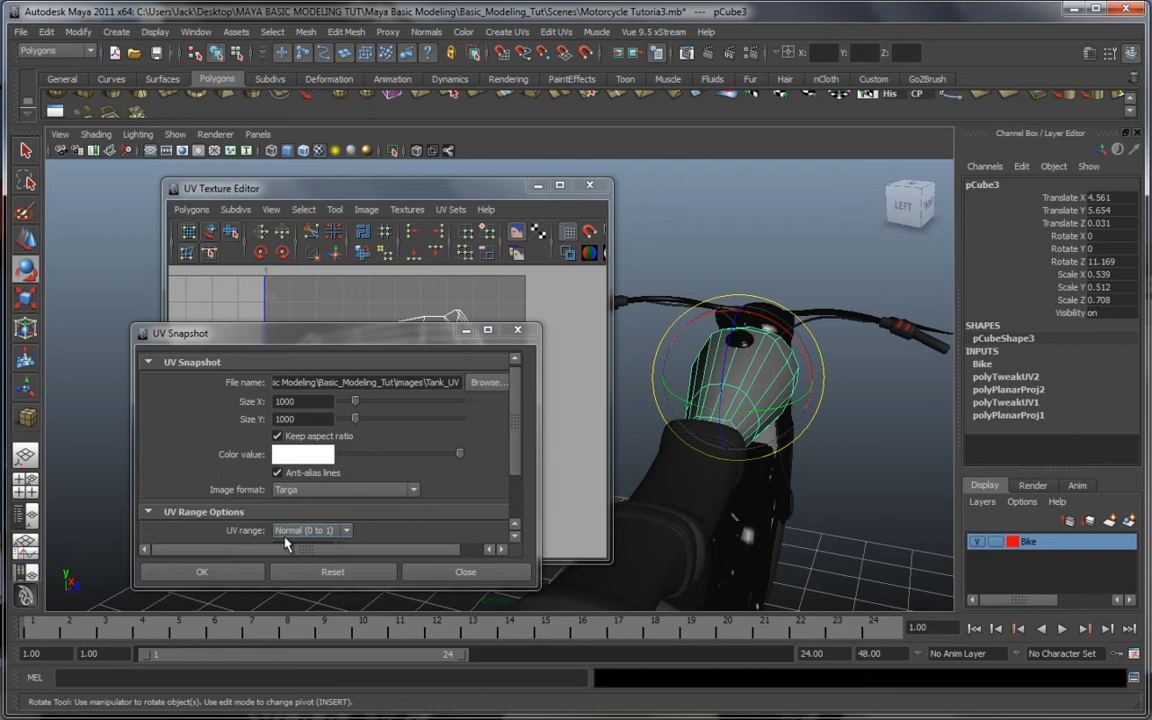 Autodesk Maya 2011 x64: C:\Users\Jack\Desktop\MAYA BASIC MODELING TUT\Maya Basic Modeling\Basic_Modeling_Tut\Scenes\Motorcycle Tutoria3.mb* --- pCube3
File Edit Modify Create Display Window Assets Select Mesh Edit Mesh Proxy Normals Color Create UVs Edit UVs Muscle Vue 9.5 xStream Help
Polygons X: Y: Z:
General Curves Surfaces Polygons Subdivs Deformation Animation Dynamics Rendering PaintEffects Toon Muscle Fluids Fur Hair nCloth Custom GoZBrush
His CP
View Shading Lighting Show Renderer Panels
Channel Box / Layer Editor
Channels Edit Object Show
pCube3
Translate X 4.561
Translate Y 5.654
Translate Z 0.031
Rotate X 0
Rotate Y 0
Rotate Z 11.169
Scale X 0.539
Scale Y 0.512
Scale Z 0.708
Visibility on
SHAPES
pCubeShape3
INPUTS
Bike
polyTweakUV2
polyPlanarProj2
polyTweakUV1
polyPlanarProj1
LEFT
UV Texture Editor
Polygons Subdivs View Select Tool Image Textures UV Sets Help
1
UV Snapshot
UV Snapshot
File name: ic Modeling\Basic_Modeling_Tut\images\Tank_UV Browse...
Size X: 1000
Size Y: 1000
Keep aspect ratio
Color value:
Anti-alias lines
Image format: Targa
UV Range Options
UV range: Normal (0 to 1)
OK Reset Close
Display Render Anim
Layers Options Help
V Bike
y x z
1 2 3 4 5 6 7 8 9 10 11 12 13 14 15 16 17 18 19 20 21 22 23 24 1.00
1.00 1.00 1 24 24.00 48.00 No Anim Layer No Character Set
MEL
Rotate Tool: Use manipulator to rotate object(s). Use edit mode to change pivot (INSERT).